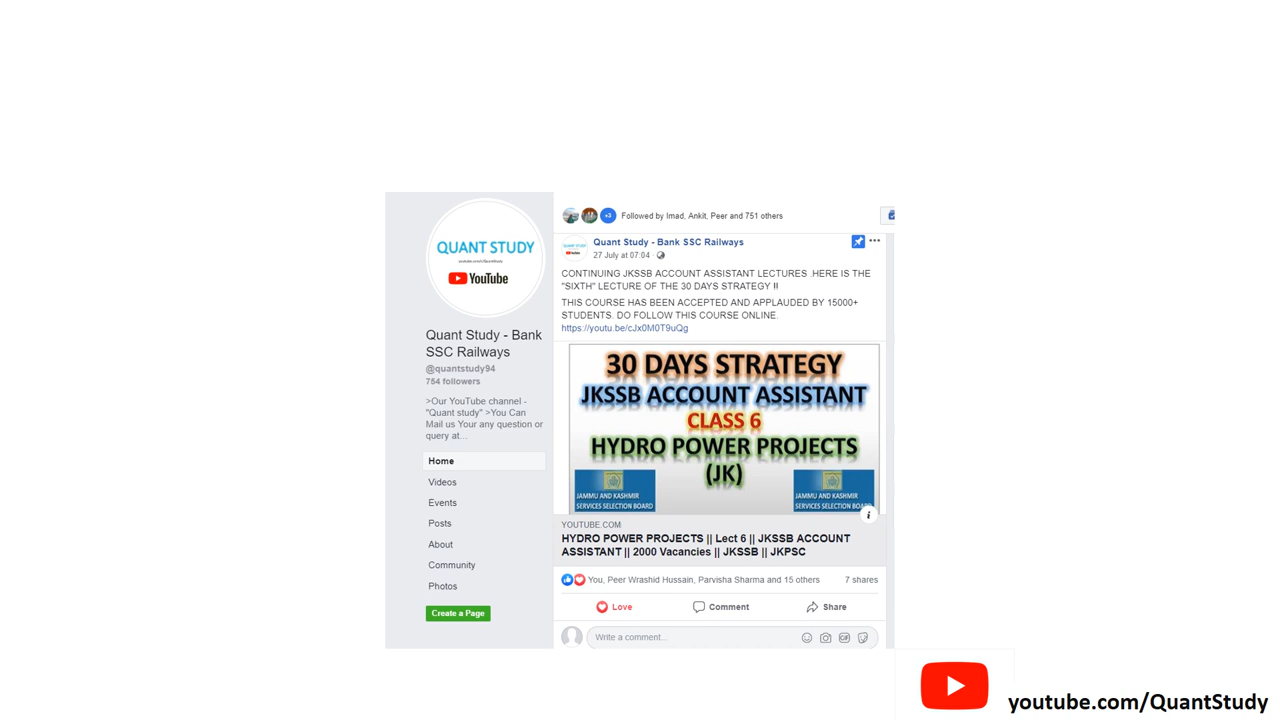 QUANT STUDY
YouTube
Quant Study - Bank
SSC Railways
@quantstudy94
754 followers
>Our YouTube channel -
"Quant study" >You Can
Mail us Your any question or
query at...
Home
Videos
Events
Posts
About
Community
Photos
Create a Page
+3
Followed by Imad, Ankit, Peer and 751 others
Quant Study - Bank SSC Railways
27 July at 07:04 ·
CONTINUING JKSSB ACCOUNT ASSISTANT LECTURES .HERE IS THE
"SIXTH" LECTURE OF THE 30 DAYS STRATEGY !!
THIS COURSE HAS BEEN ACCEPTED AND APPLAUDED BY 15000+
STUDENTS. DO FOLLOW THIS COURSE ONLINE.
https://youtu.be/cJx0M0T9uQg
30 DAYS STRATEGY
JKSSB ACCOUNT ASSISTANT
CLASS 6
HYDRO POWER PROJECTS
(JK)
JAMMU AND KASHMIR
SERVICES SELECTION BOARD
JAMMU AND KASHMIR
SERVICES SELECTION BOARD
YOUTUBE.COM
HYDRO POWER PROJECTS || Lect 6 || JKSSB ACCOUNT
ASSISTANT || 2000 Vacancies || JKSSB || JKPSC
You, Peer Wrashid Hussain, Parvisha Sharma and 15 others 7 shares
Love Comment Share
Write a comment...
GIF
youtube.com/QuantStudy